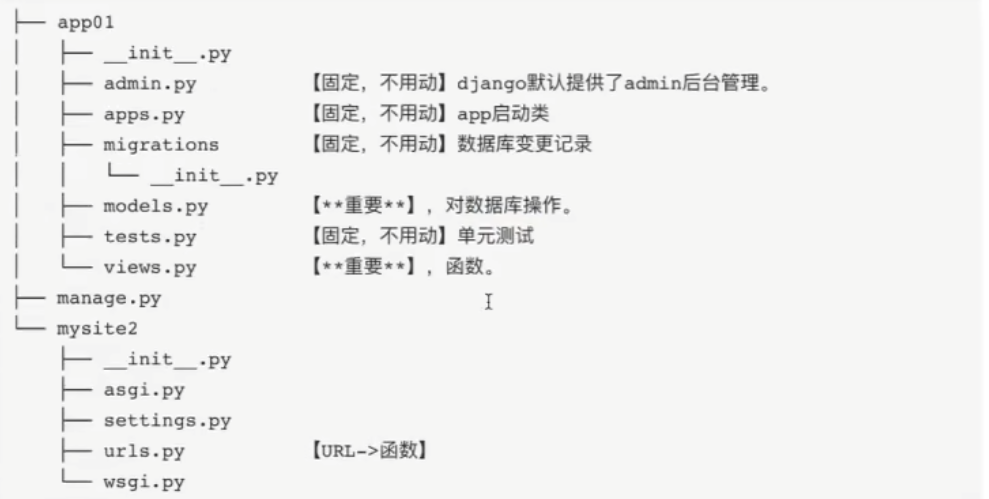 ├── app01
│   ├── __init__.py
│   ├── admin.py         【固定，不用动】django默认提供了admin后台管理。
│   ├── apps.py          【固定，不用动】app启动类
│   ├── migrations       【固定，不用动】数据库变更记录
│   │   └── __init__.py
│   ├── models.py        【**重要**】，对数据库操作。
│   ├── tests.py         【固定，不用动】单元测试
│   └── views.py         【**重要**】，函数。
├── manage.py
└── mysite2
    ├── __init__.py
    ├── asgi.py
    ├── settings.py
    ├── urls.py          【URL->函数】
    └── wsgi.py